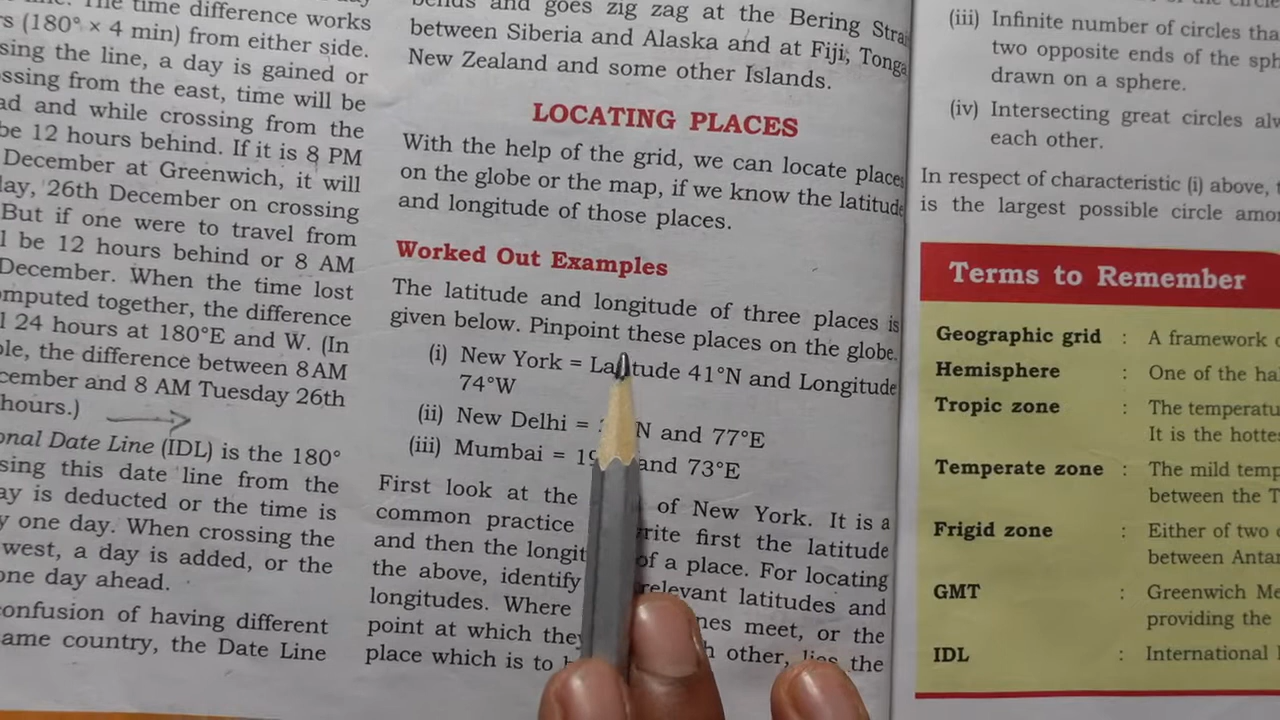 The time difference works
(180° × 4 min) from either side.
sing the line, a day is gained or
ssing from the east, time will be
ad and while crossing from the
be 12 hours behind. If it is 8 PM
December at Greenwich, it will
lay, 26th December on crossing
But if one were to travel from
l be 12 hours behind or 8 AM
December. When the time lost
omputed together, the difference
l 24 hours at 180°E and W. (In
ple, the difference between 8AM
cember and 8 AM Tuesday 26th
hours.)
onal Date Line (IDL) is the 180°
sing this date line from the
ay is deducted or the time is
y one day. When crossing the
west, a day is added, or the
one day ahead.
confusion of having different
ame country, the Date Line
and goes zig zag at the Bering Strai
between Siberia and Alaska and at Fiji, Tonga
New Zealand and some other Islands.
LOCATING PLACES
With the help of the grid, we can locate places
on the globe or the map, if we know the latitude
and longitude of those places.
Worked Out Examples
The latitude and longitude of three places is
given below. Pinpoint these places on the globe.
(i) New York = Latitude 41°N and Longitude
74°W
(ii) New Delhi = N and 77°E
(iii) Mumbai = 19 and 73°E
First look at the of New York. It is a
common practice rite first the latitude
and then the longit of a place. For locating
the above, identify relevant latitudes and
longitudes. Where nes meet, or the
point at which they h other, lies the
place which is to
(iii) Infinite number of circles tha
two opposite ends of the sph
drawn on a sphere.
(iv) Intersecting great circles alw
each other.
In respect of characteristic (i) above,
is the largest possible circle amon
Terms to Remember
Geographic grid : A framework
Hemisphere : One of the ha
Tropic zone : The temperatu
It is the hotte
Temperate zone : The mild temp
between the T
Frigid zone : Either of two
between Antar
GMT : Greenwich Me
providing the
IDL : International